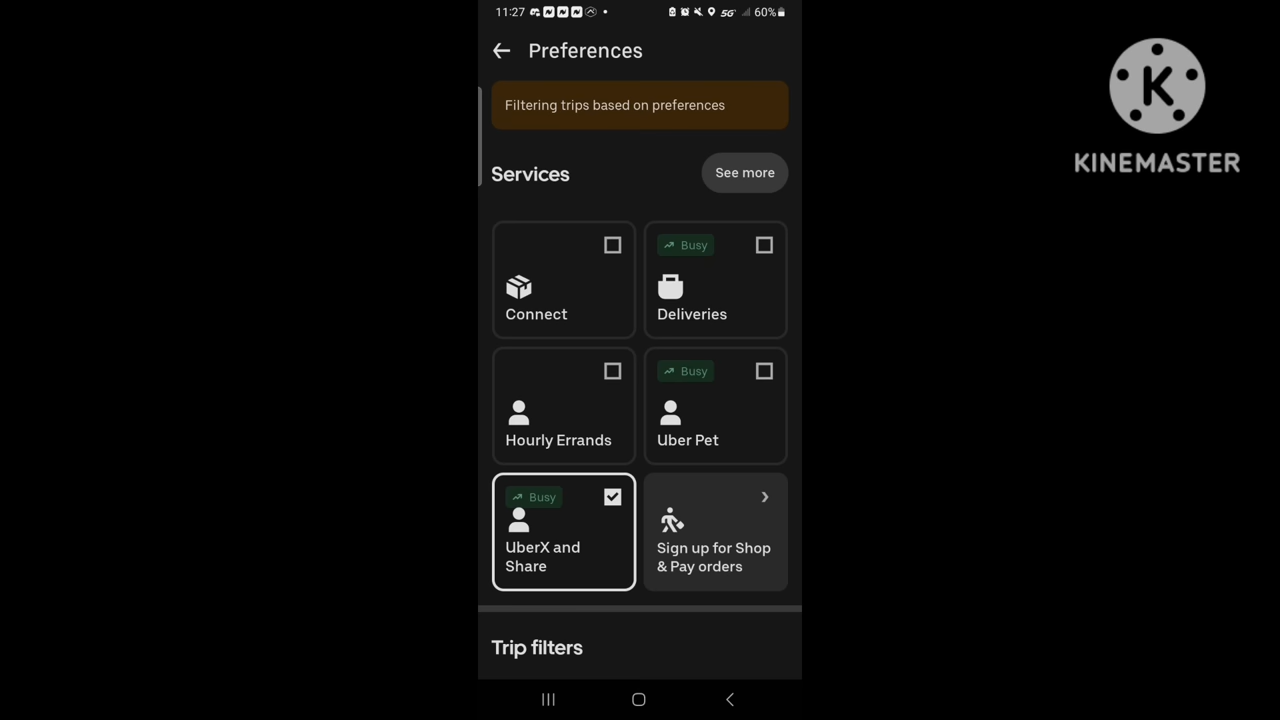 11:27
5G
60%
Preferences
Filtering trips based on preferences
KINEMASTER
Services
See more
Connect
Busy
Deliveries
Hourly Errands
Busy
Uber Pet
Busy
UberX and
Share
Sign up for Shop
& Pay orders
Trip filters